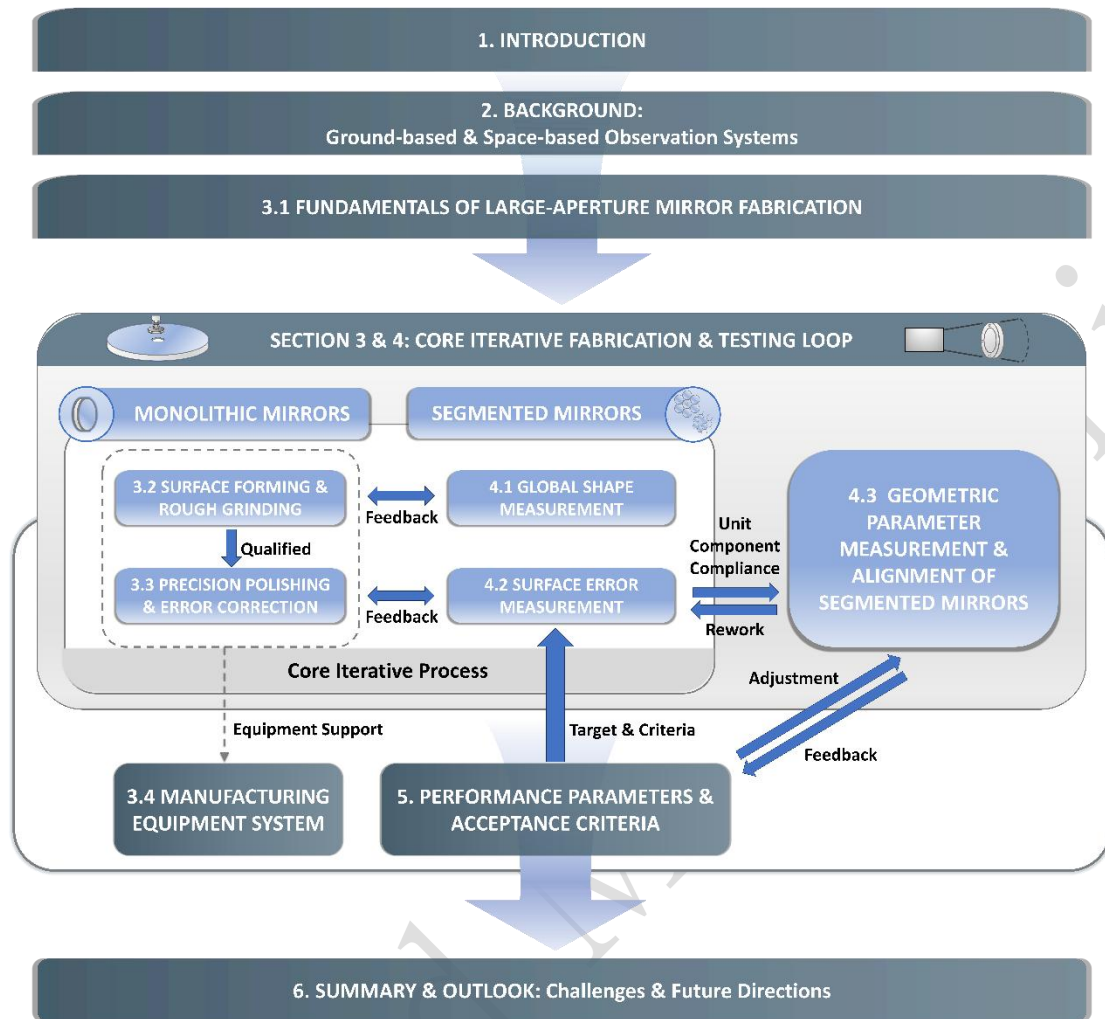 1. INTRODUCTION
2. BACKGROUND:
Ground-based & Space-based Observation Systems
3.1 FUNDAMENTALS OF LARGE-APERTURE MIRROR FABRICATION
SECTION 3 & 4: CORE ITERATIVE FABRICATION & TESTING LOOP
MONOLITHIC MIRRORS
SEGMENTED MIRRORS
3.2 SURFACE FORMING &
ROUGH GRINDING
Feedback
4.1 GLOBAL SHAPE
MEASUREMENT
Qualified
3.3 PRECISION POLISHING
& ERROR CORRECTION
Feedback
4.2 SURFACE ERROR
MEASUREMENT
Unit
Component
Compliance
Rework
4.3 GEOMETRIC
PARAMETER
MEASUREMENT &
ALIGNMENT OF
SEGMENTED MIRRORS
Core Iterative Process
Equipment Support
Target & Criteria
Adjustment
Feedback
3.4 MANUFACTURING
EQUIPMENT SYSTEM
5. PERFORMANCE PARAMETERS &
ACCEPTANCE CRITERIA
6. SUMMARY & OUTLOOK: Challenges & Future Directions